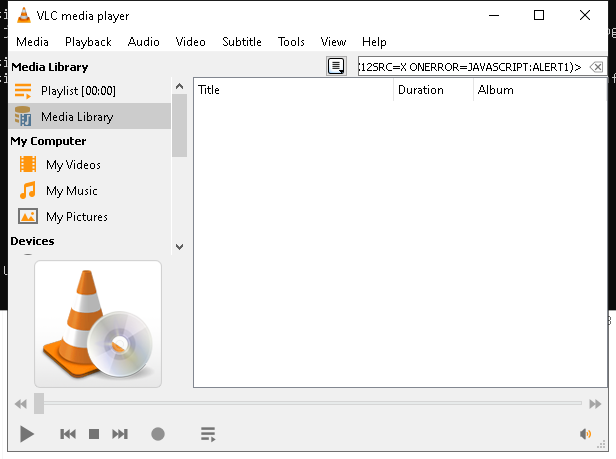 VLC media player
Media Playback Audio Video Subtitle Tools View Help
Media Library
12SRC=X ONERROR=JAVASCRIPT:ALERT1)>
Playlist [00:00]
Title Duration Album
Media Library
My Computer
My Videos
My Music
My Pictures
Devices